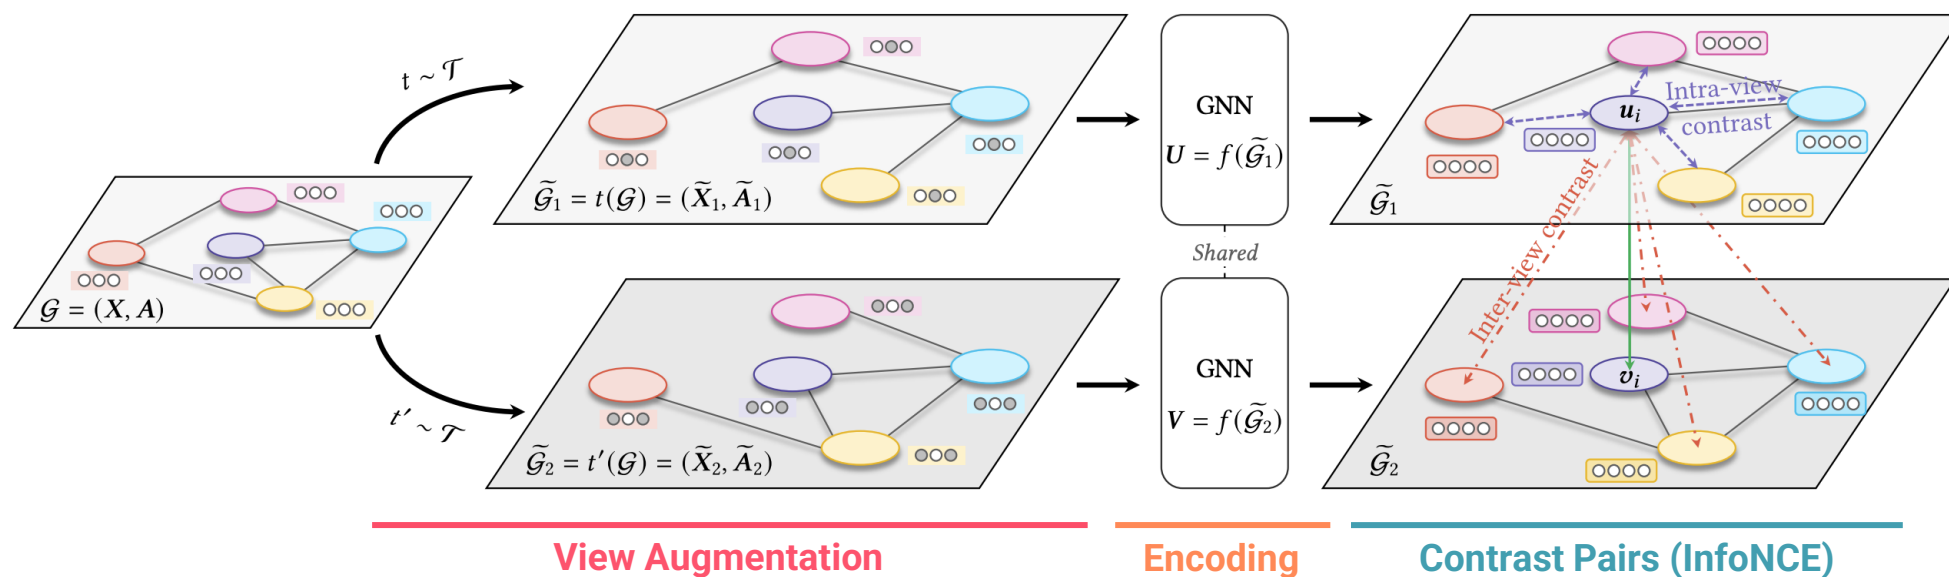 t ~ 𝒯
𝒢 = (X, A)
t′ ~ 𝒯
𝒢̃₁ = t(𝒢) = (X̃₁, Ã₁)
𝒢̃₂ = t′(𝒢) = (X̃₂, Ã₂)
GNN
U = f(𝒢̃₁)
Shared
GNN
V = f(𝒢̃₂)
Intra-view
contrast
uᵢ
𝒢̃₁
Inter-view contrast
vᵢ
𝒢̃₂
View Augmentation
Encoding
Contrast Pairs (InfoNCE)